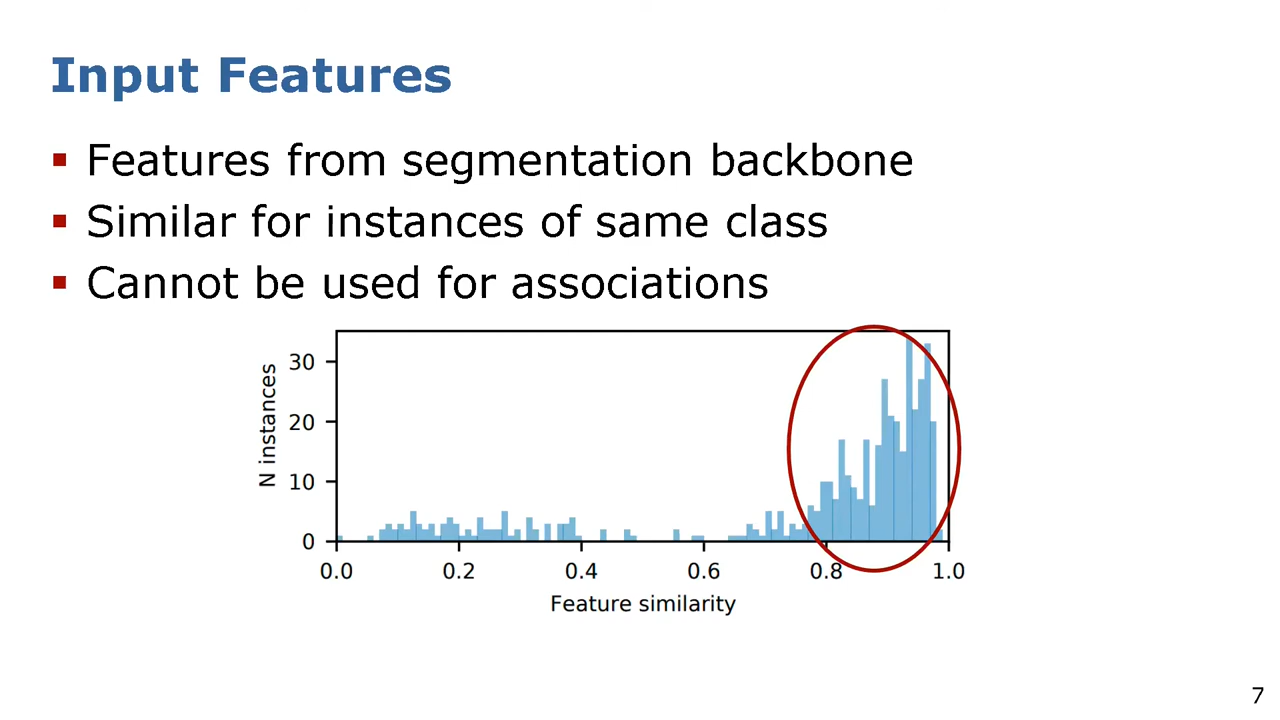 Input Features
▪ Features from segmentation backbone
▪ Similar for instances of same class
▪ Cannot be used for associations
N instances
30
20
10
0
0.0 0.2 0.4 0.6 0.8 1.0
Feature similarity
7